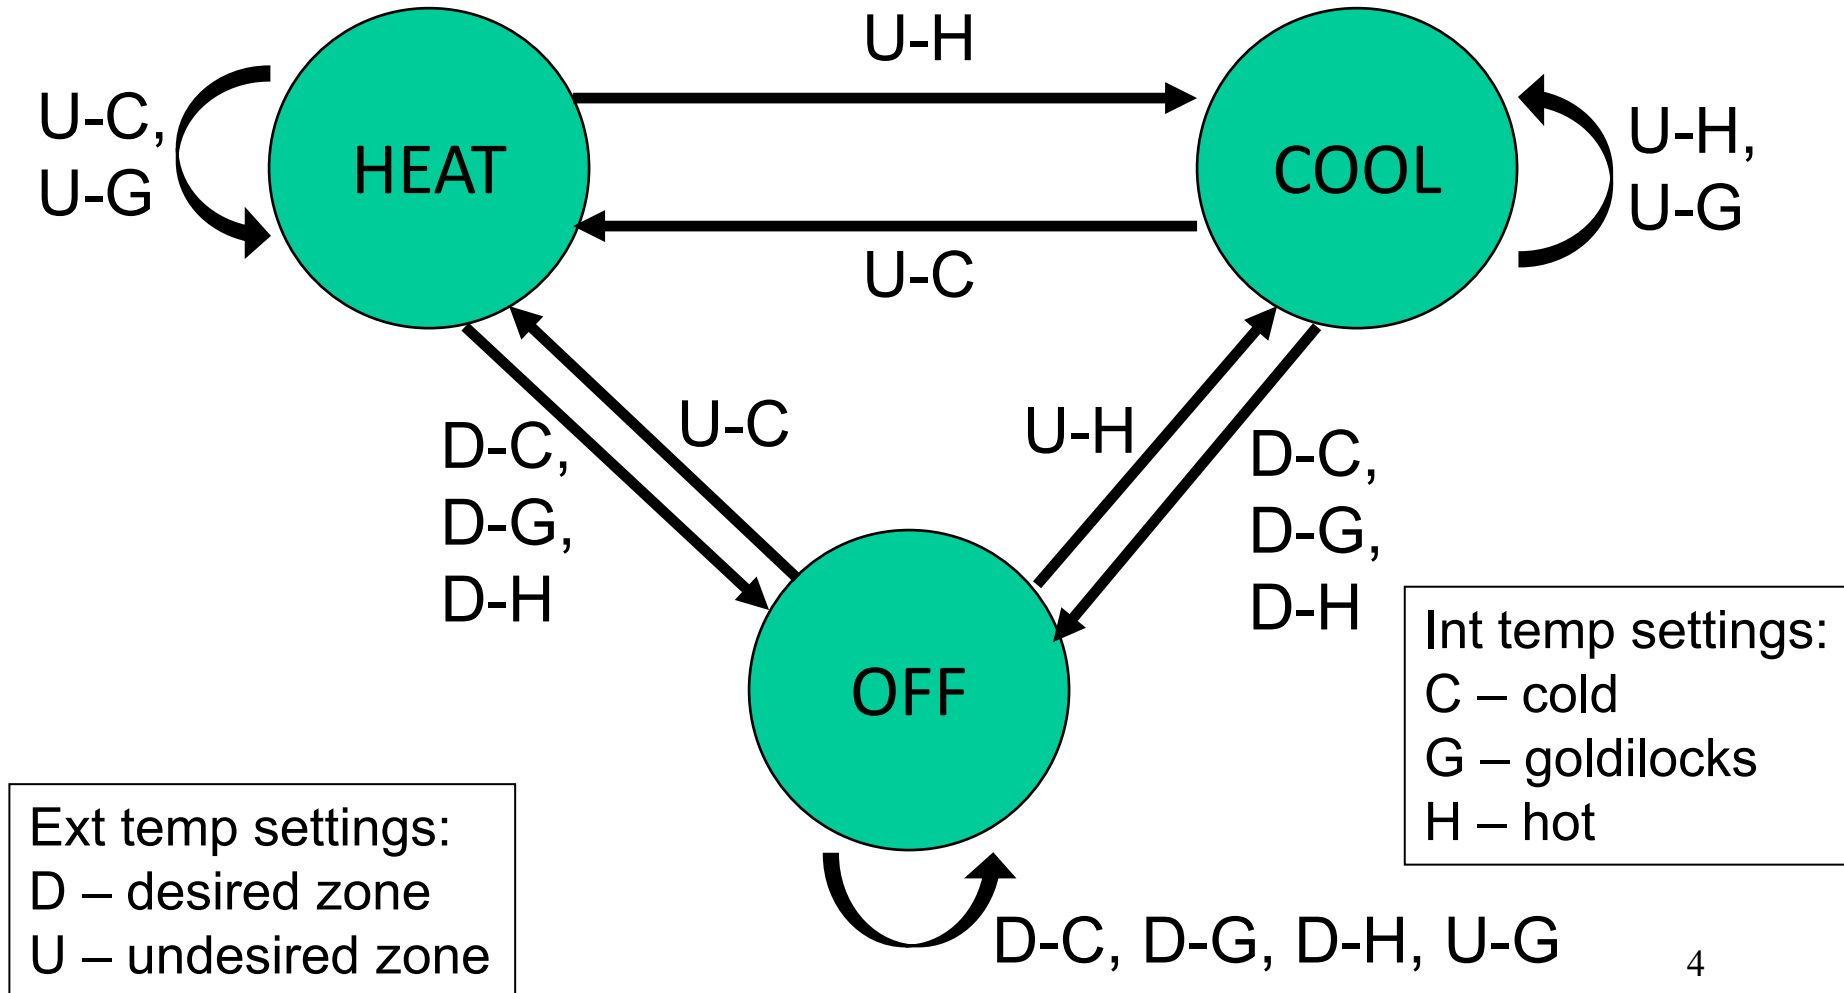 U-H
U-C,
U-G
HEAT
COOL
U-H,
U-G
U-C
U-C
D-C,
D-G,
D-H
U-H
D-C,
D-G,
D-H
OFF
Int temp settings:
C – cold
G – goldilocks
H – hot
Ext temp settings:
D – desired zone
U – undesired zone
D-C, D-G, D-H, U-G
4